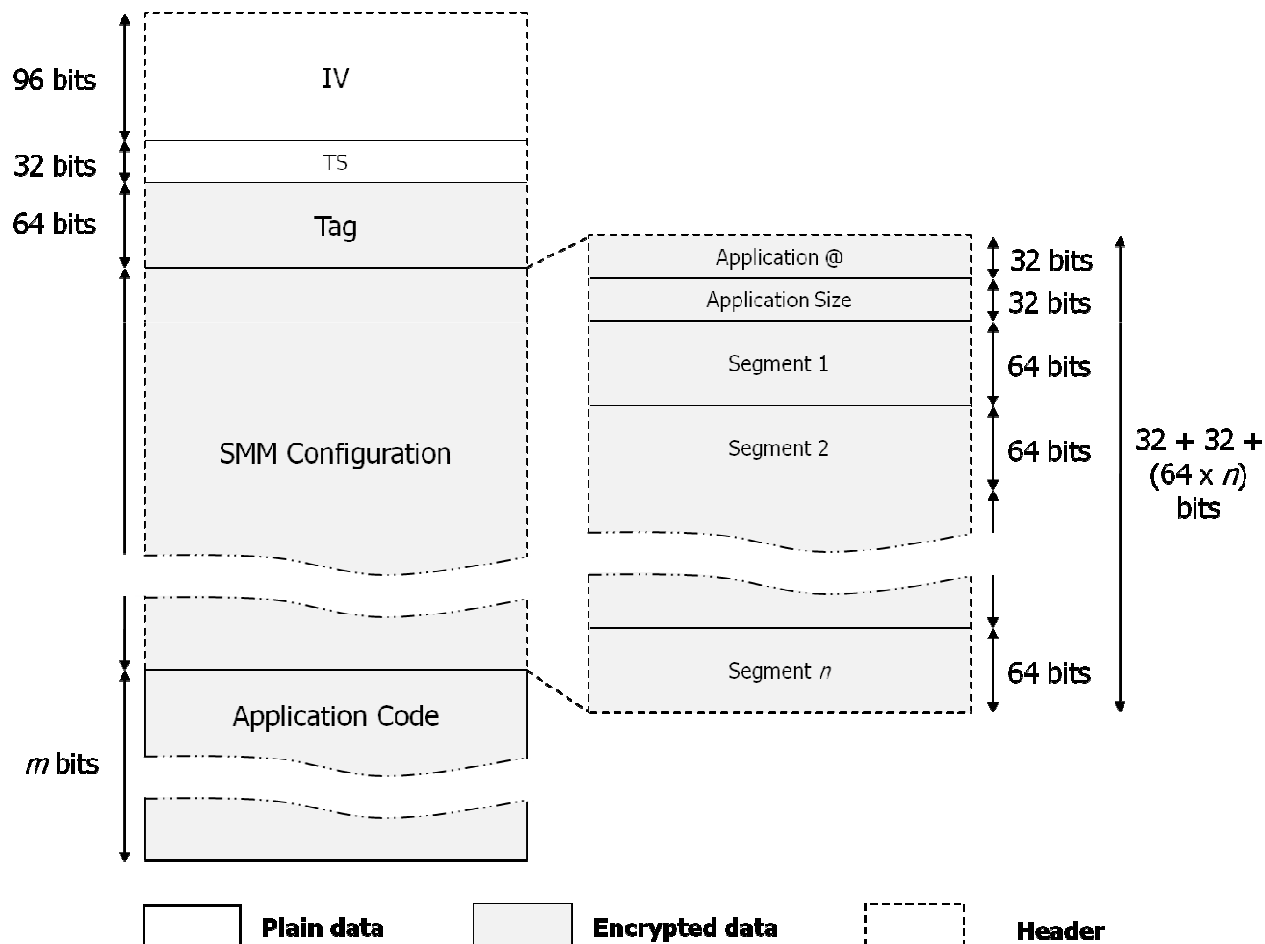 96 bits
IV
32 bits
TS
64 bits
Tag
SMM Configuration
Application Code
m bits
Application @
32 bits
Application Size
32 bits
Segment 1
64 bits
Segment 2
64 bits
Segment n
64 bits
32 + 32 +
(64 x n)
bits
Plain data
Encrypted data
Header